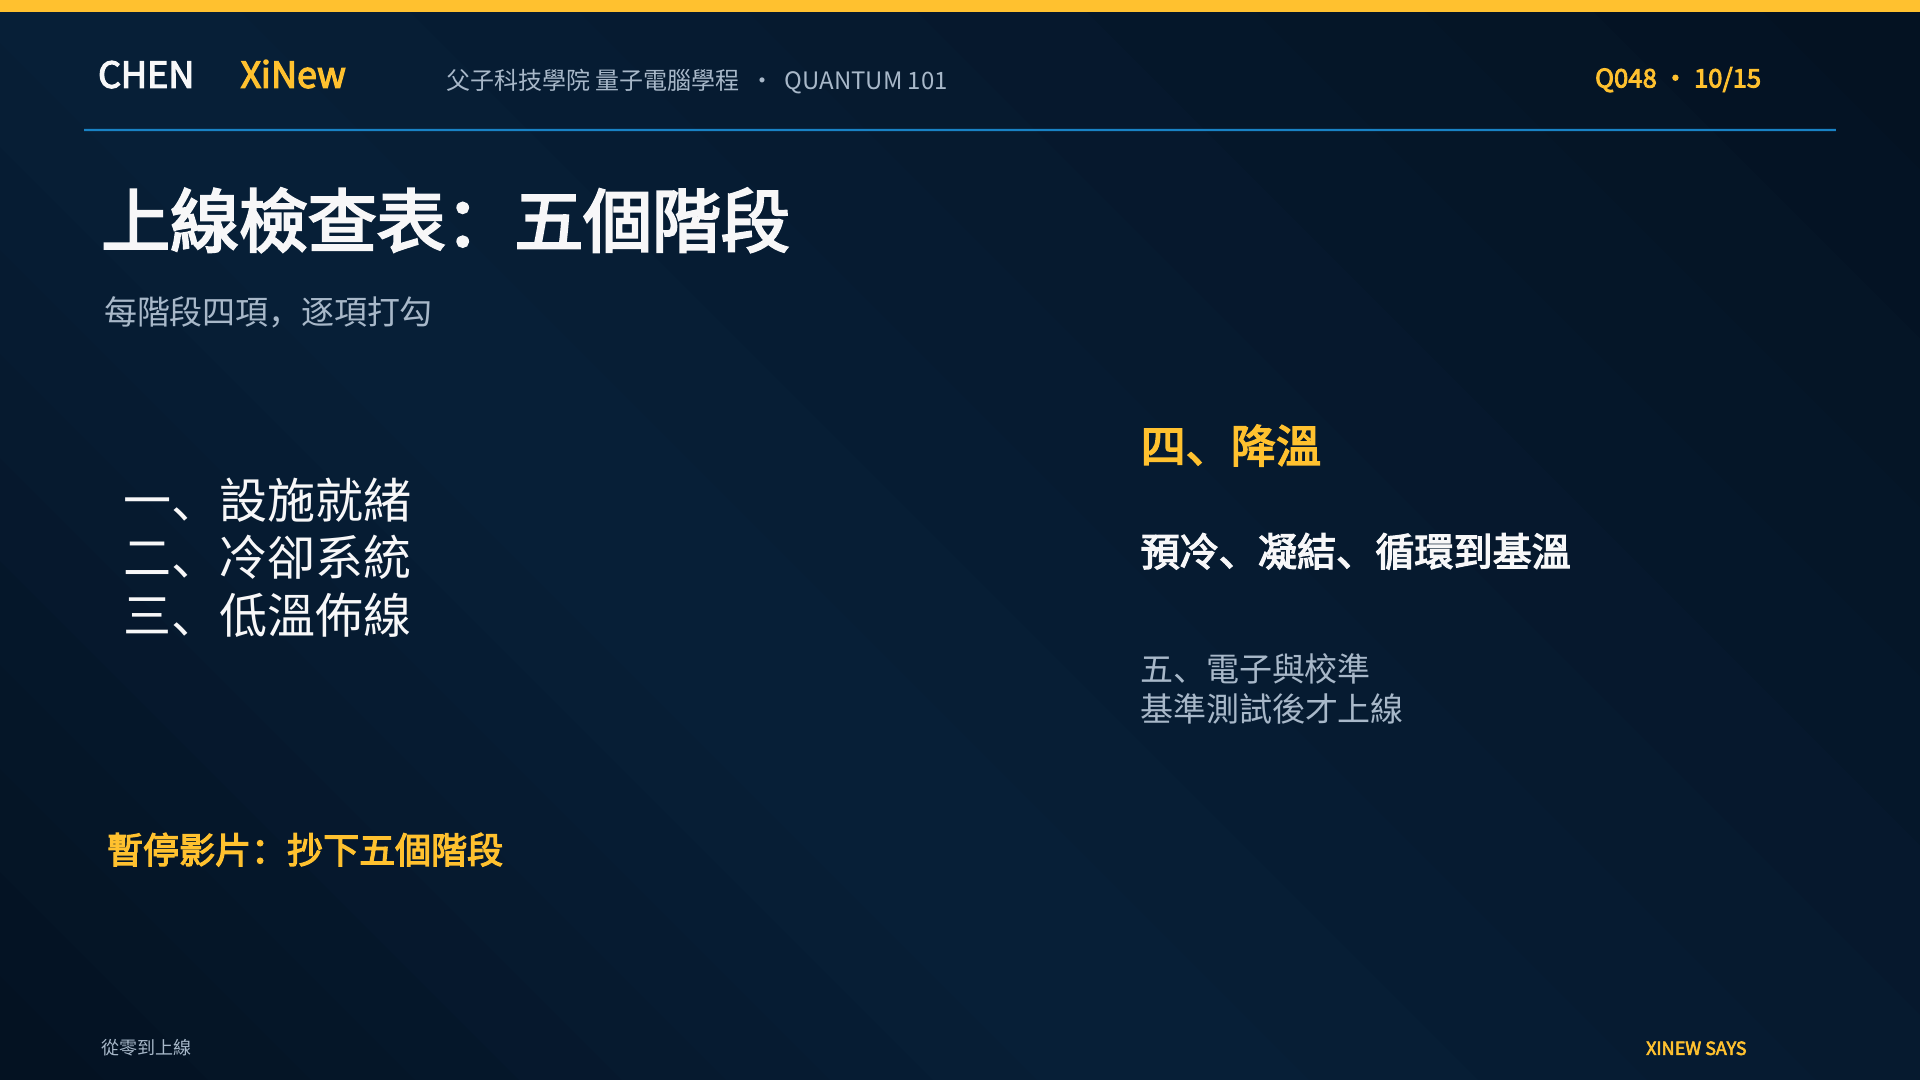 CHEN XiNew 父子科技學院 量子電腦學程 · QUANTUM 101 Q048 · 10/15
上線檢查表：五個階段
每階段四項，逐項打勾
一、設施就緒
二、冷卻系統
三、低溫佈線
四、降溫
預冷、凝結、循環到基溫
五、電子與校準
基準測試後才上線
暫停影片：抄下五個階段
從零到上線
XINEW SAYS